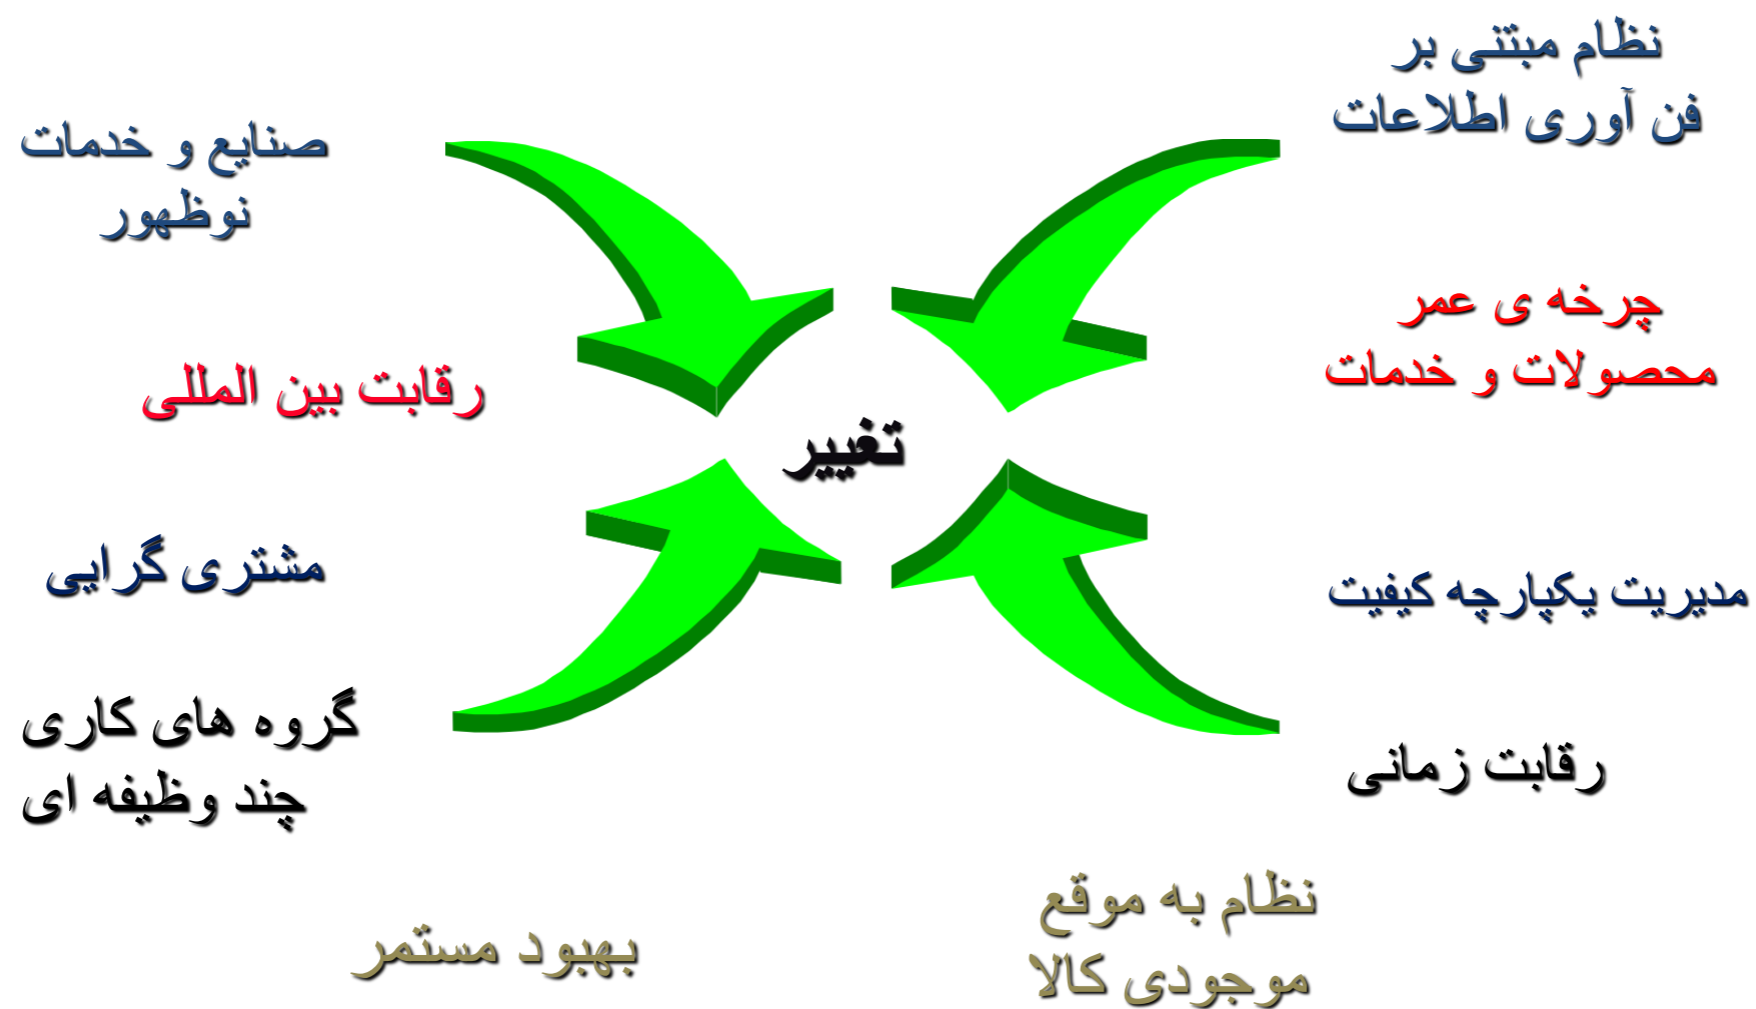 نظام مبتنی بر
فن آوری اطلاعات
صنایع و خدمات
نوظهور
چرخه ی عمر
محصولات و خدمات
رقابت بین المللی
تغییر
مدیریت یکپارچه کیفیت
مشتری گرایی
رقابت زمانی
گروه های کاری
چند وظیفه ای
نظام به موقع
موجودی کالا
بهبود مستمر